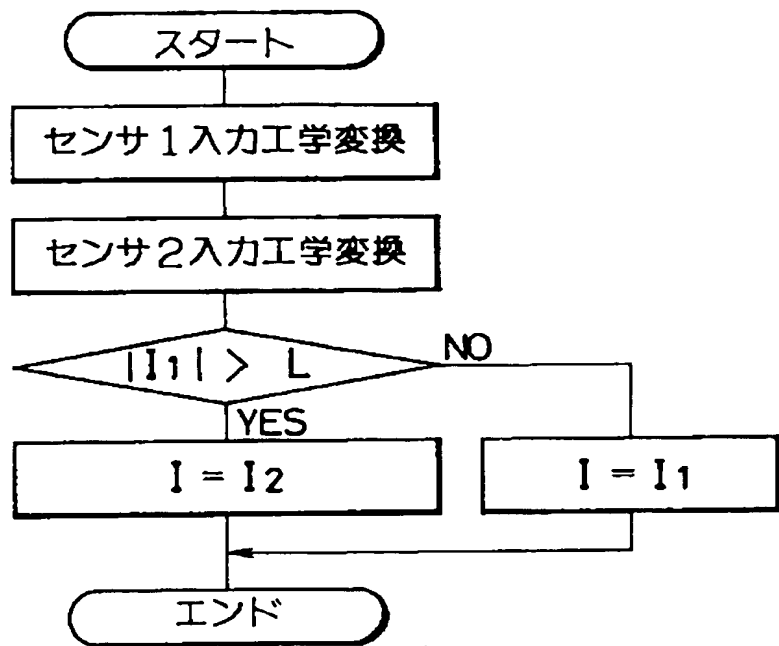 スタート
センサ1入力工学変換
センサ2入力工学変換
|I1| > L
NO
YES
I = I2
I = I1
エンド